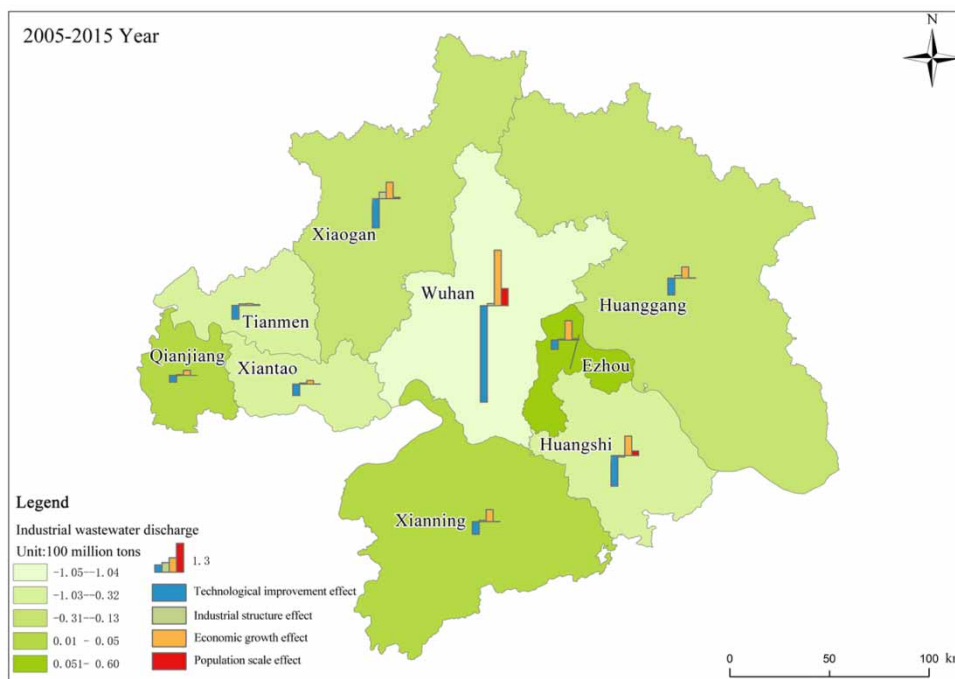 2005-2015 Year
N
Xiaogan
Wuhan
Huanggang
Tianmen
Qianjiang
Xiantao
Ezhou
Huangshi
Xianning
Legend
Industrial wastewater discharge
Unit:100 million tons
-1.05--1.04
-1.03--0.32
-0.31--0.13
0.01 - 0.05
0.051- 0.60
1.3
Technological improvement effect
Industrial structure effect
Economic growth effect
Population scale effect
0 50 100 km